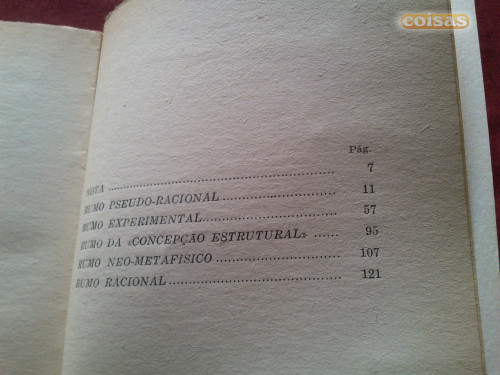 coisas
Pág.
NOTA ........................................ 7
RUMO PSEUDO-RACIONAL .................... 11
RUMO EXPERIMENTAL ........................ 57
RUMO DA «CONCEPÇÃO ESTRUTURAL» ...... 95
RUMO NEO-METAFISICO ...................... 107
RUMO RACIONAL .............................. 121